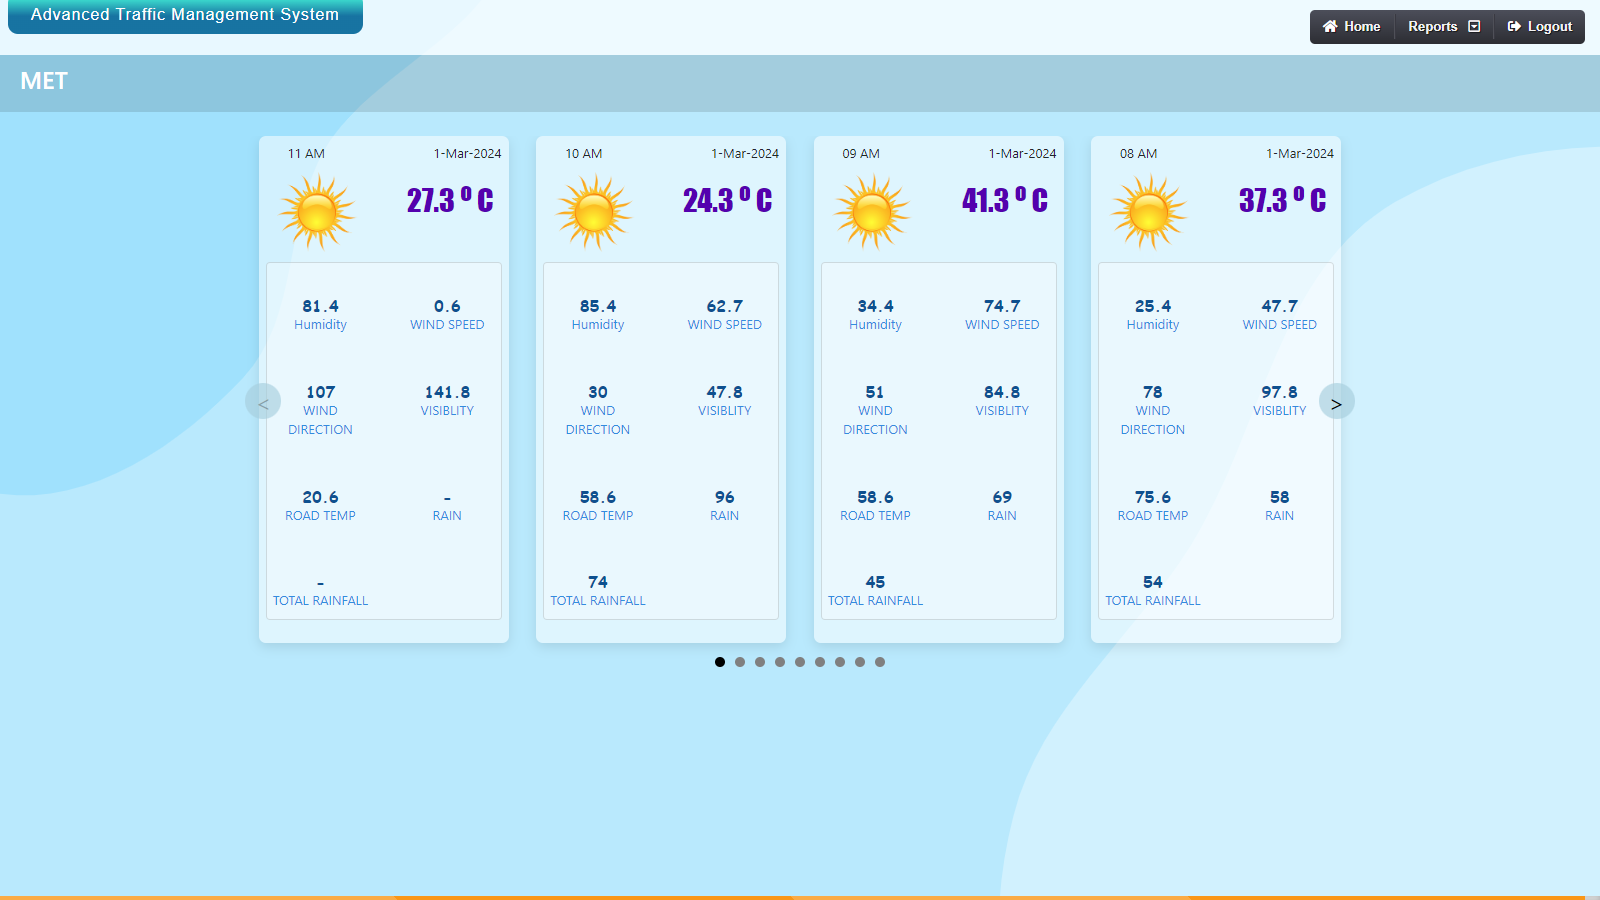 Advanced Traffic Management System
Home Reports Logout
MET
11 AM 1-Mar-2024
27.3 ⁰ C
81.4 0.6
Humidity WIND SPEED
107 141.8
WIND VISIBLITY
DIRECTION
20.6 -
ROAD TEMP RAIN
-
TOTAL RAINFALL
10 AM 1-Mar-2024
24.3 ⁰ C
85.4 62.7
Humidity WIND SPEED
30 47.8
WIND VISIBLITY
DIRECTION
58.6 96
ROAD TEMP RAIN
74
TOTAL RAINFALL
09 AM 1-Mar-2024
41.3 ⁰ C
34.4 74.7
Humidity WIND SPEED
51 84.8
WIND VISIBLITY
DIRECTION
58.6 69
ROAD TEMP RAIN
45
TOTAL RAINFALL
08 AM 1-Mar-2024
37.3 ⁰ C
25.4 47.7
Humidity WIND SPEED
78 97.8
WIND VISIBLITY
DIRECTION
75.6 58
ROAD TEMP RAIN
54
TOTAL RAINFALL
< >